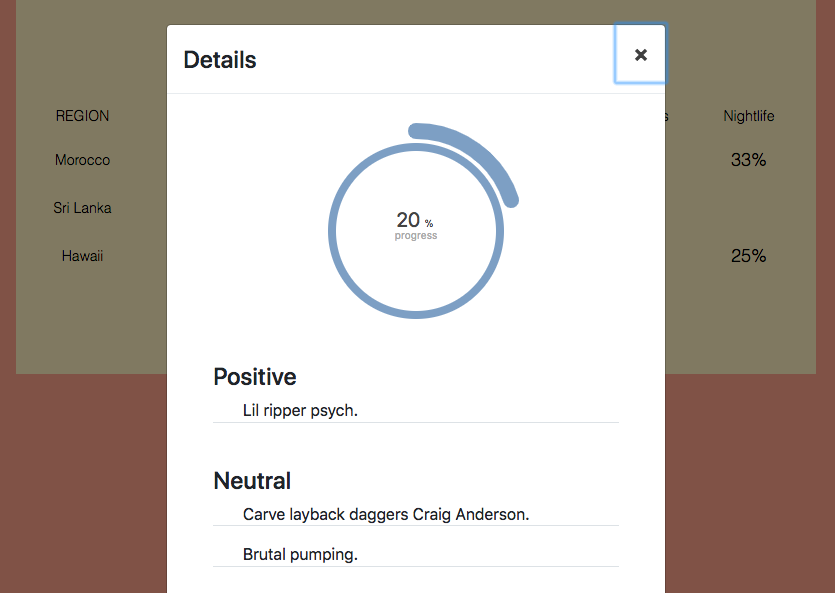 Details
×
REGION
s
Nightlife
Morocco
33%
Sri Lanka
Hawaii
25%
20 %
progress
Positive
Lil ripper psych.
Neutral
Carve layback daggers Craig Anderson.
Brutal pumping.